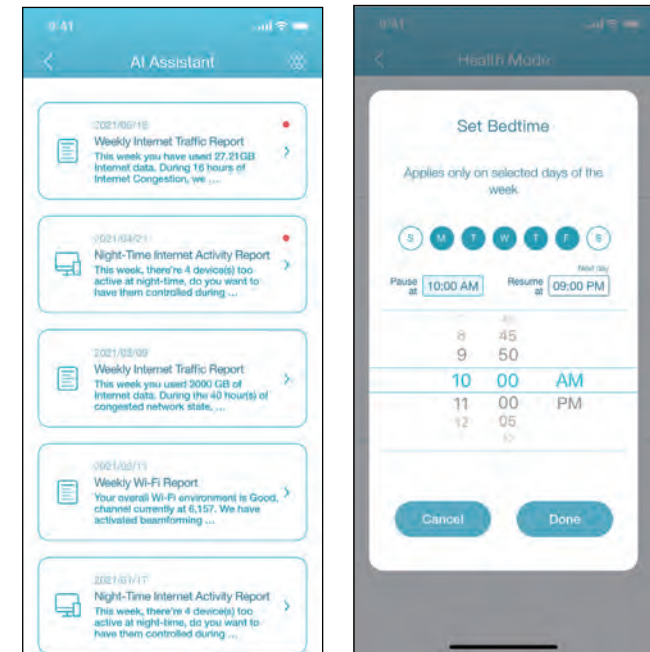 9:41
AI Assistant
2021/06/18
Weekly Internet Traffic Report
This week you have used 27.21GB
Internet data. During 16 hours of
Internet Congestion, we ....
2021/04/21
Night-Time Internet Activity Report
This week, there're 4 device(s) too
active at night-time, do you want to
have them controlled during ...
2021/03/09
Weekly Internet Traffic Report
This week you used 2000 GB of
Internet data. During the 40 hour(s) of
congested network state, ...
2021/02/11
Weekly Wi-Fi Report
Your overall Wi-Fi environment is Good,
channel currently at 6,157. We have
activated beamforming ...
2021/01/17
Night-Time Internet Activity Report
This week, there're 4 device(s) too
active at night-time, do you want to
have them controlled during ...
9:41
Health Mode
Set Bedtime
Applies only on selected days of the
week
S M T W T F S
Next day
Pause at 10:00 AM Resume at 09:00 PM
8 45
9 50
10 00 AM
11 00 PM
12 05
Cancel Done